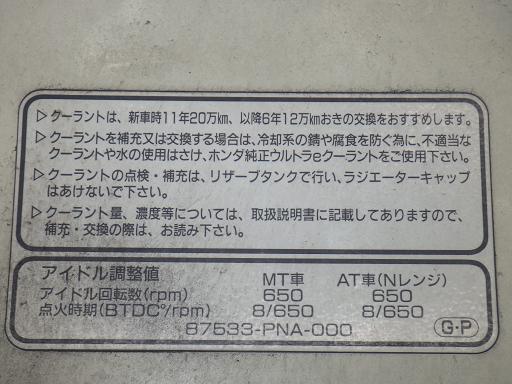 ▷クーラントは、新車時11年20万㎞、以降6年12万㎞おきの交換をおすすめします。
▷クーラントを補充又は交換する場合は、冷却系の錆や腐食を防ぐ為に、不適当な
クーラントや水の使用はさけ、ホンダ純正ウルトラeクーラントをご使用下さい。
▷クーラントの点検・補充は、リザーブタンクで行い、ラジエーターキャップ
はあけないで下さい。
▷クーラント量、濃度等については、取扱説明書に記載してありますので、
補充・交換の際は、お読み下さい。
アイドル調整値 MT車 AT車(Nレンジ)
アイドル回転数(rpm) 650 650
点火時期(BTDC°/rpm) 8/650 8/650
87533-PNA-000 G・P